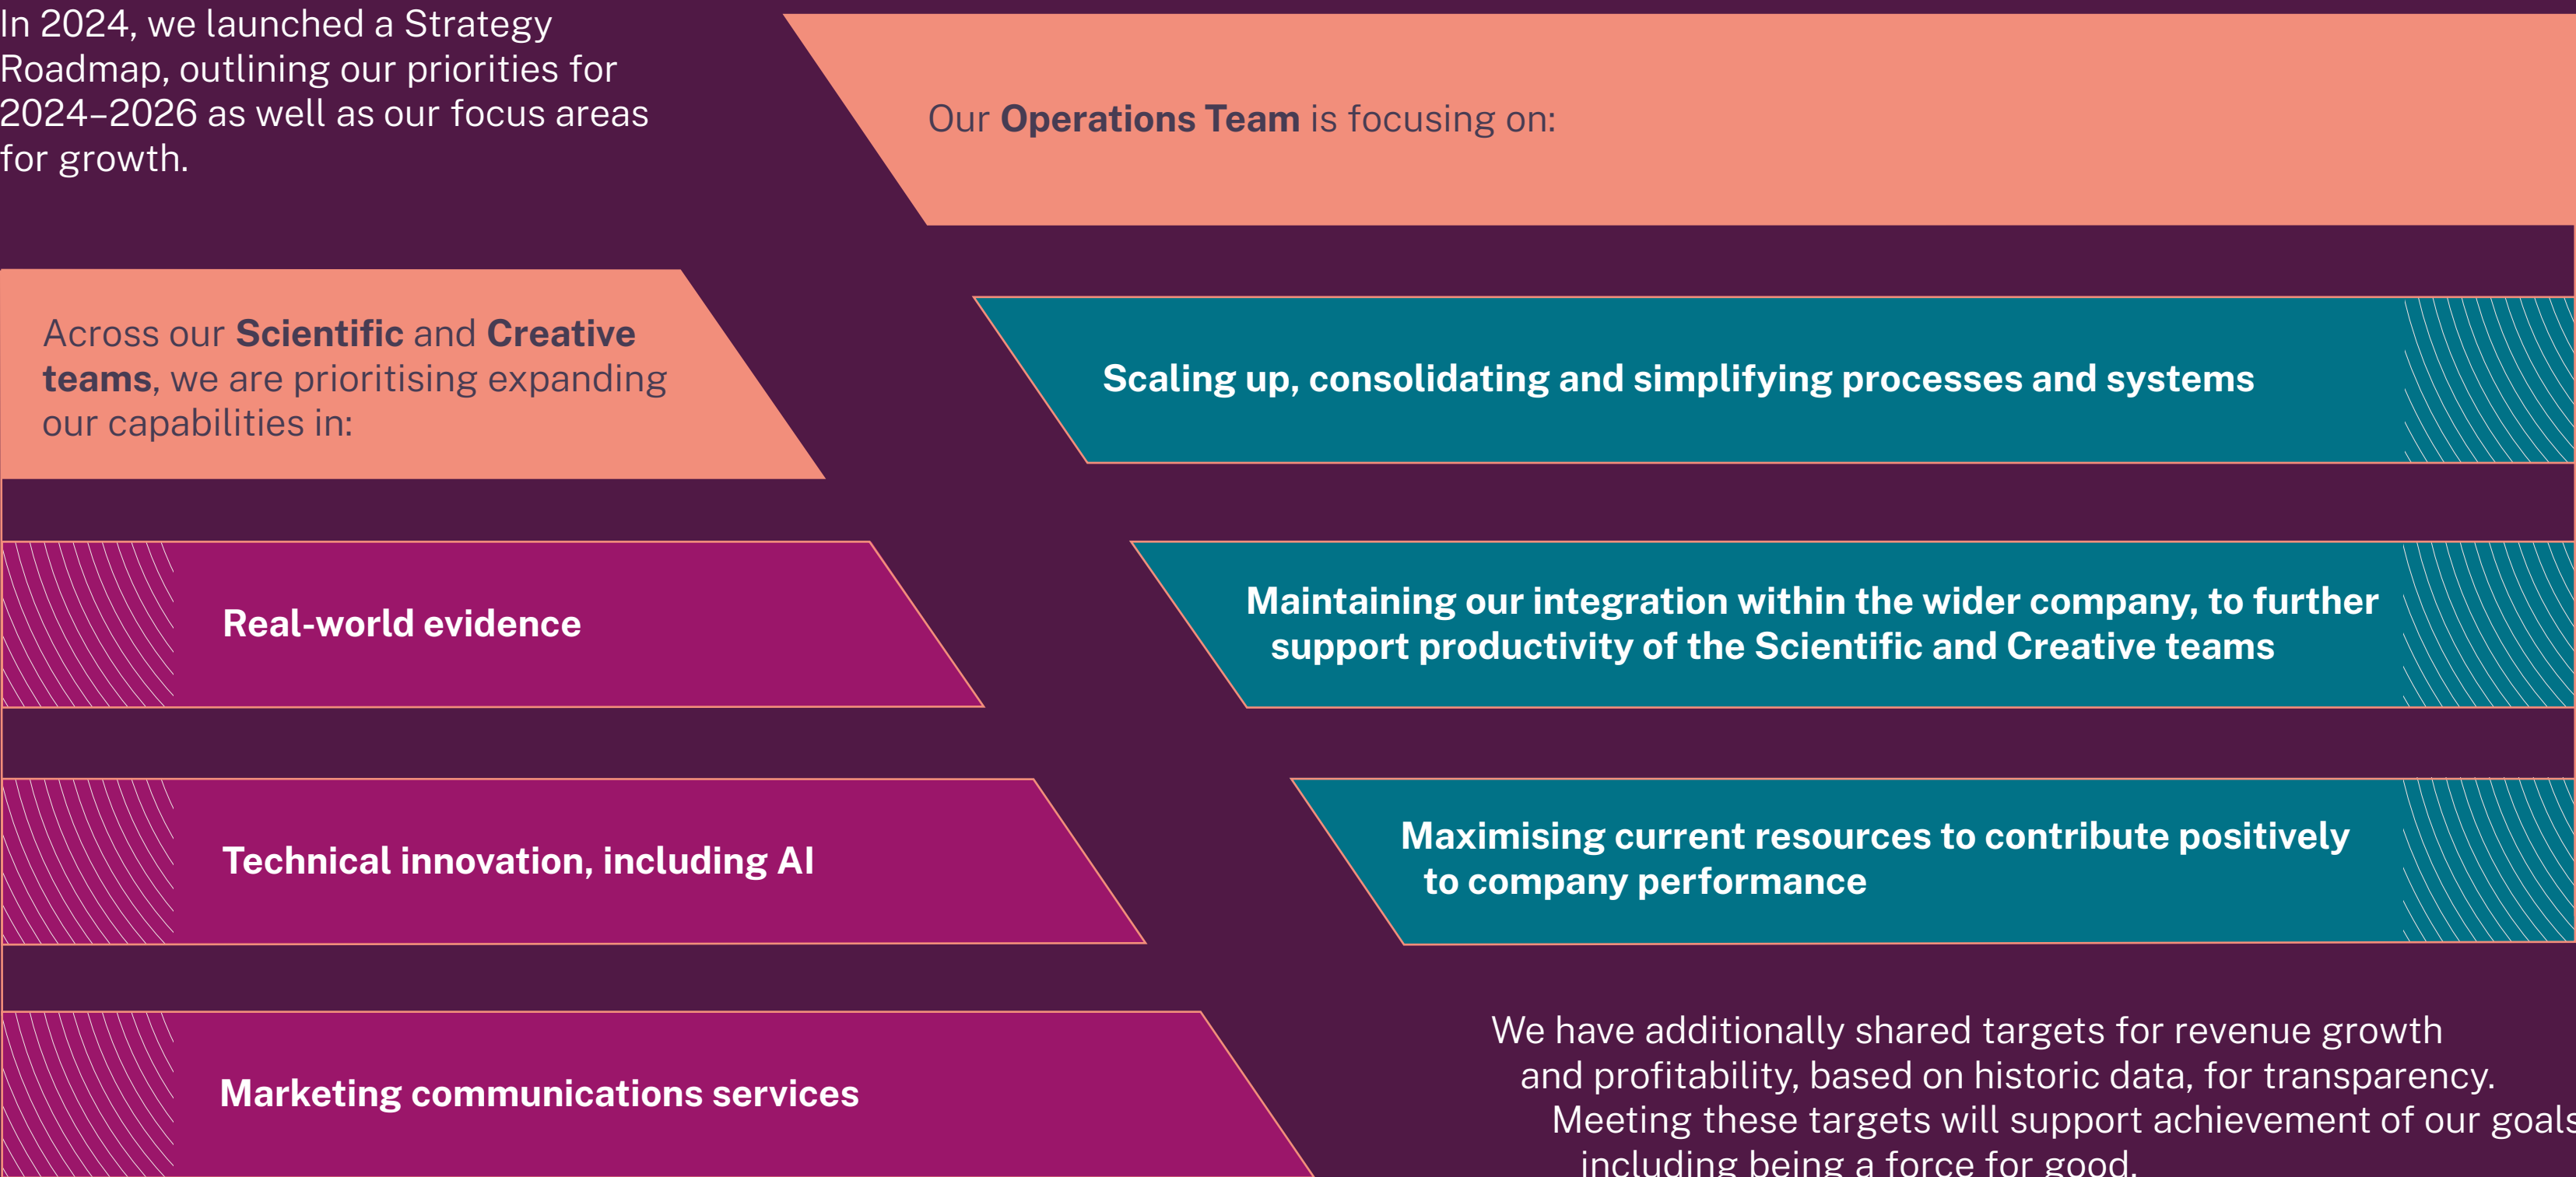 In 2024, we launched a Strategy
Roadmap, outlining our priorities for
2024–2026 as well as our focus areas
for growth.
Across our Scientific and Creative
teams, we are prioritising expanding
our capabilities in:
Real-world evidence
Technical innovation, including AI
Marketing communications services
Our Operations Team is focusing on:
Scaling up, consolidating and simplifying processes and systems
Maintaining our integration within the wider company, to further
support productivity of the Scientific and Creative teams
Maximising current resources to contribute positively
to company performance
We have additionally shared targets for revenue growth
and profitability, based on historic data, for transparency.
Meeting these targets will support achievement of our goals
including being a force for good.